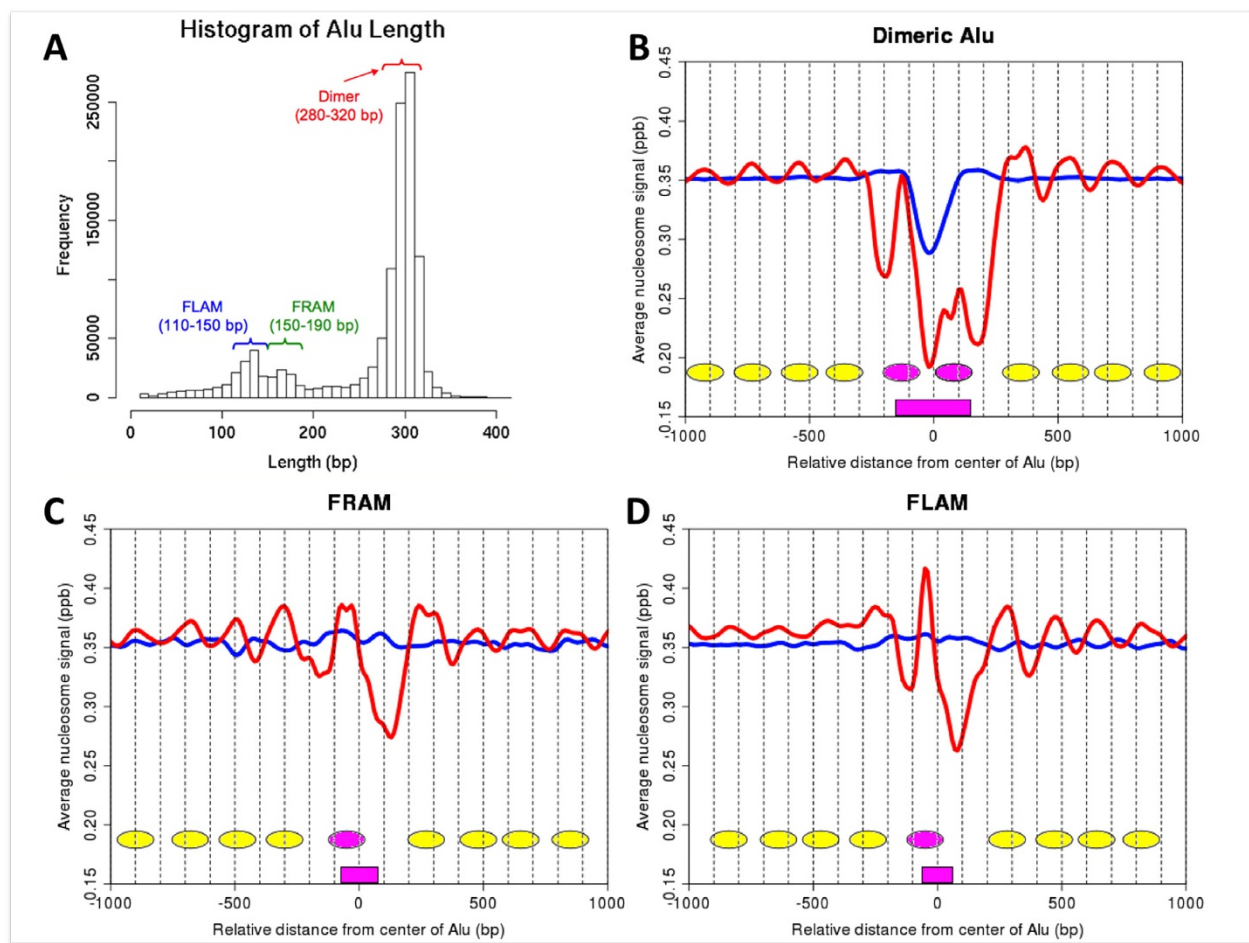 A
Histogram of Alu Length
Frequency
0
50000
150000
250000
Dimer
(280-320 bp)
FLAM
(110-150 bp)
FRAM
(150-190 bp)
0 100 200 300 400
Length (bp)
B
Dimeric Alu
Average nucleosome signal (ppb)
0.15 0.20 0.25 0.30 0.35 0.40 0.45
-1000 -500 0 500 1000
Relative distance from center of Alu (bp)
C
FRAM
Average nucleosome signal (ppb)
0.15 0.20 0.25 0.30 0.35 0.40 0.45
-1000 -500 0 500 1000
Relative distance from center of Alu (bp)
D
FLAM
Average nucleosome signal (ppb)
0.15 0.20 0.25 0.30 0.35 0.40 0.45
-1000 -500 0 500 1000
Relative distance from center of Alu (bp)